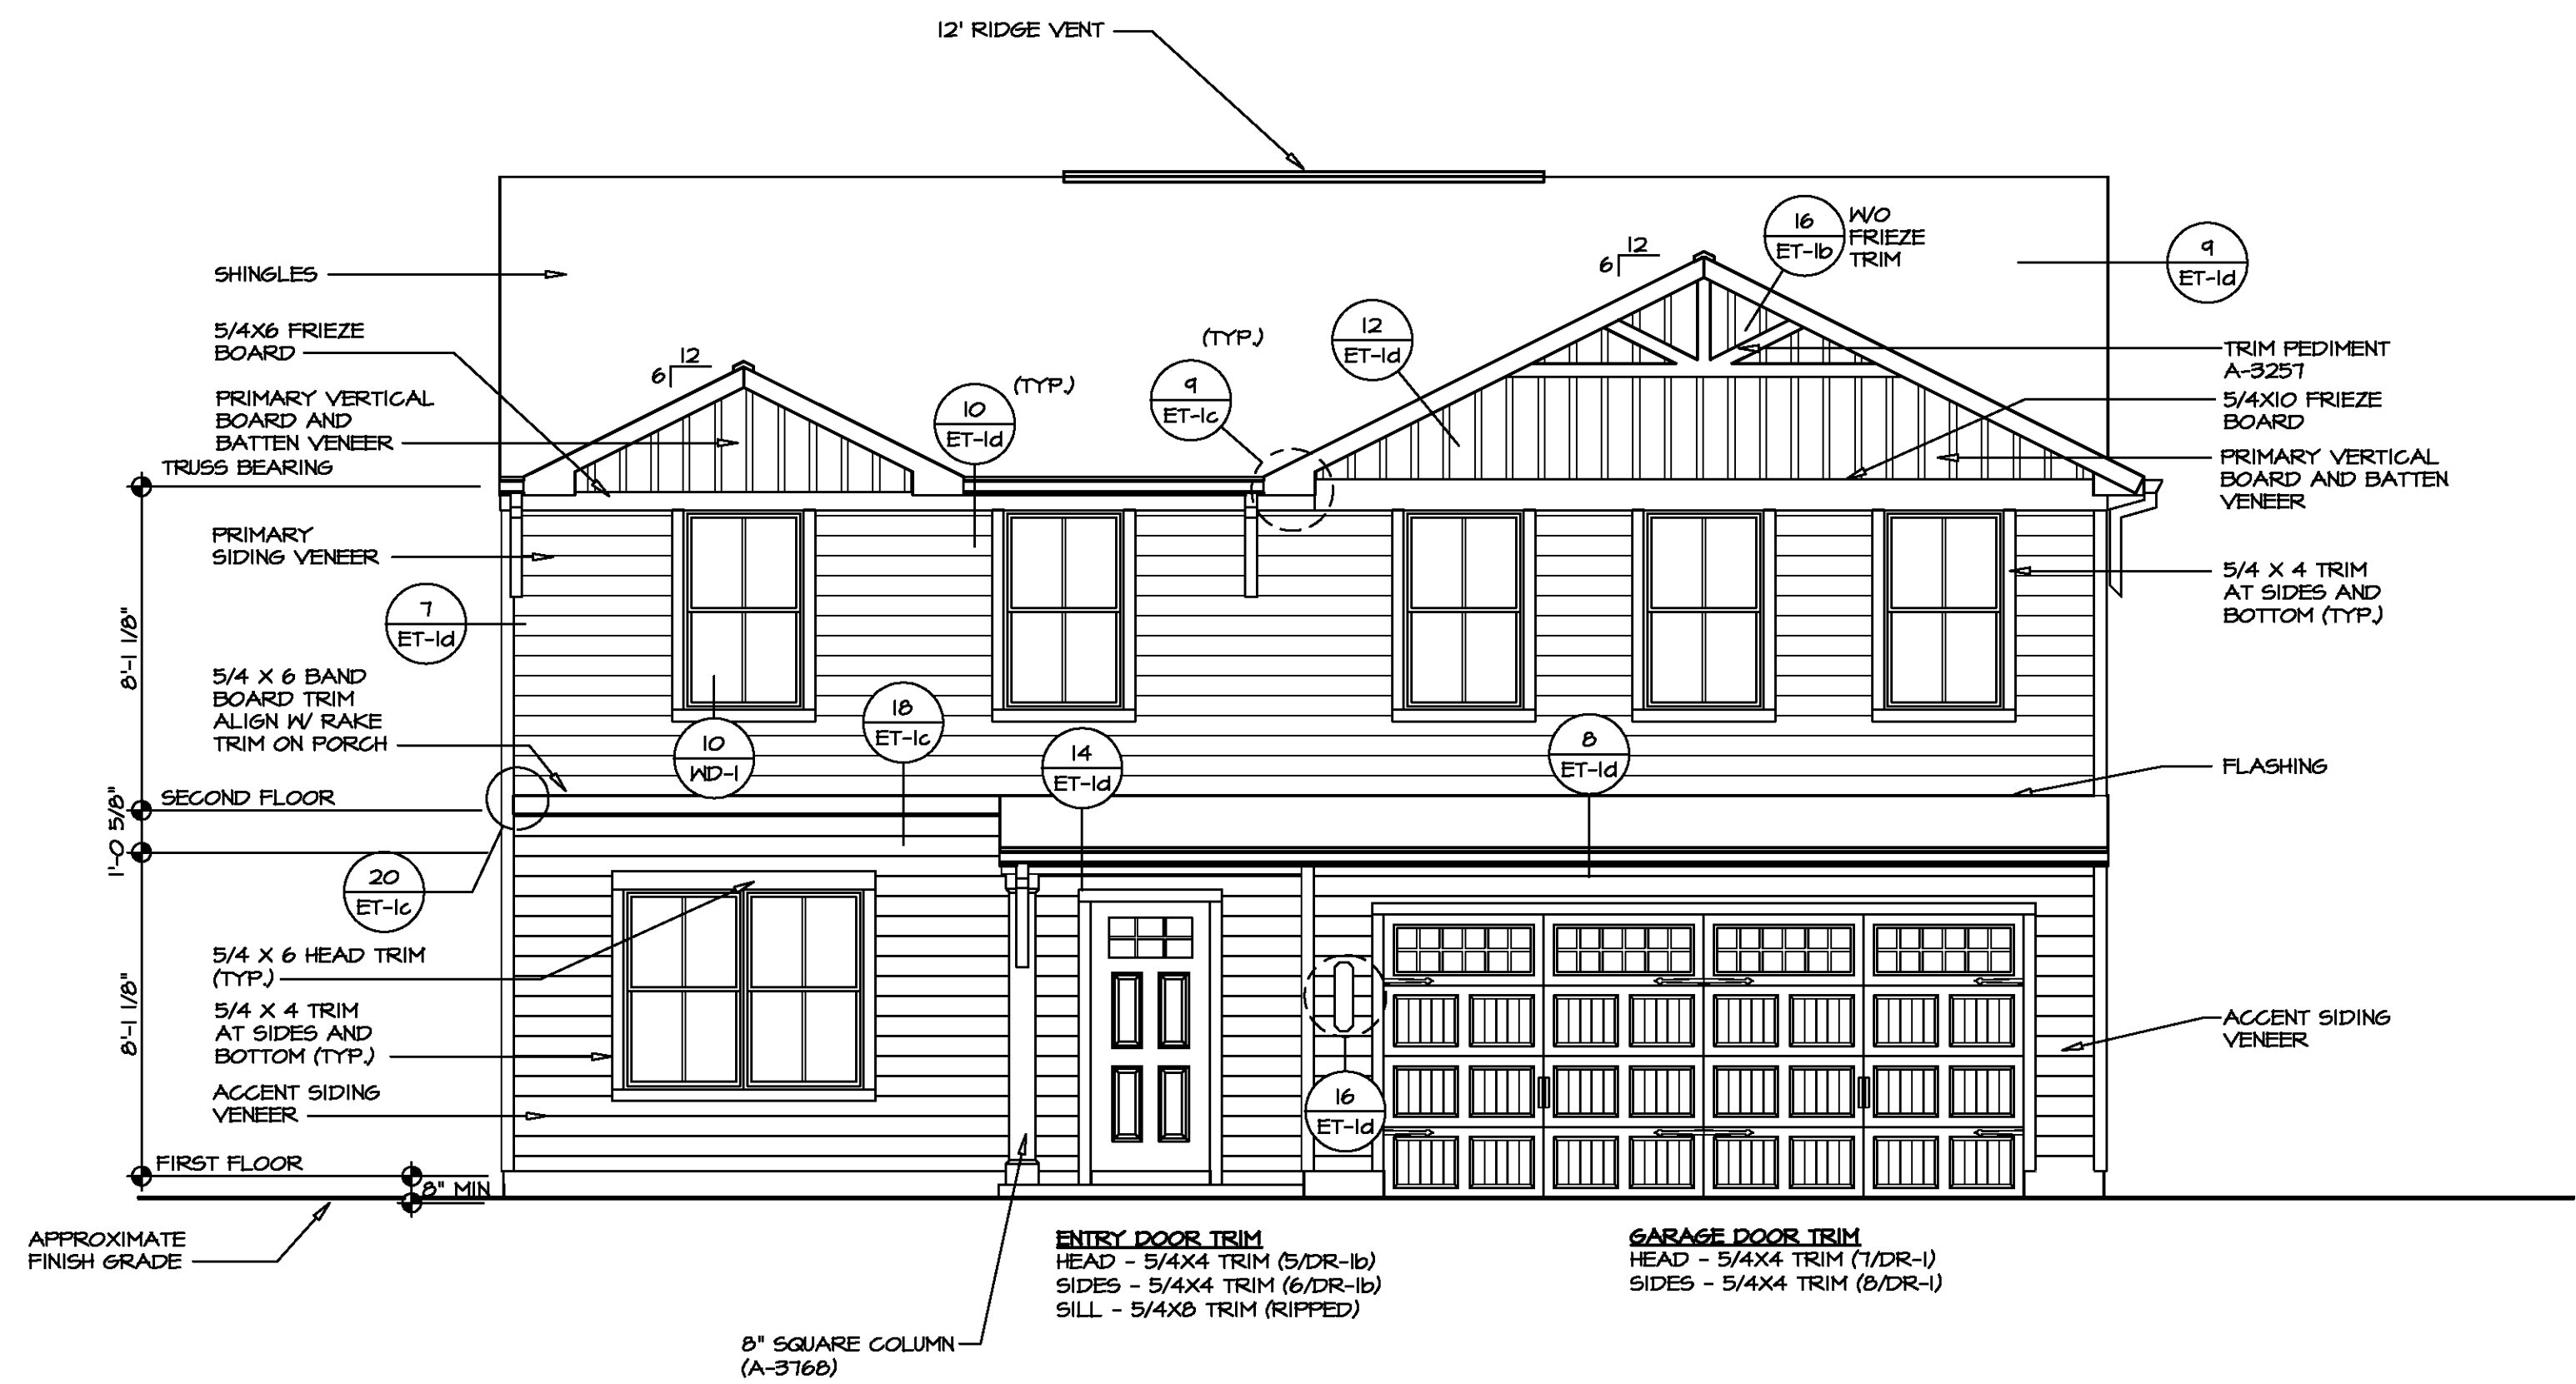 12' RIDGE VENT
16
ET-1b
W/O
FRIEZE
TRIM
9
ET-1d
12
6
SHINGLES
5/4X6 FRIEZE
BOARD
12
6
(TYP.)
12
ET-1d
TRIM PEDIMENT
A-3257
PRIMARY VERTICAL
BOARD AND
BATTEN VENEER
10
ET-1d
(TYP.)
9
ET-1c
5/4X10 FRIEZE
BOARD
TRUSS BEARING
PRIMARY VERTICAL
BOARD AND BATTEN
VENEER
PRIMARY
SIDING VENEER
5/4 X 4 TRIM
AT SIDES AND
BOTTOM (TYP.)
7
ET-1d
8'-1 1/8"
5/4 X 6 BAND
BOARD TRIM
ALIGN W/ RAKE
TRIM ON PORCH
18
ET-1c
10
WD-1
14
ET-1d
8
ET-1d
FLASHING
SECOND FLOOR
1'-0 5/8"
20
ET-1c
5/4 X 6 HEAD TRIM
(TYP.)
5/4 X 4 TRIM
AT SIDES AND
BOTTOM (TYP.)
8'-1 1/8"
ACCENT SIDING
VENEER
ACCENT SIDING
VENEER
16
ET-1d
FIRST FLOOR
8" MIN
APPROXIMATE
FINISH GRADE
ENTRY DOOR TRIM
HEAD - 5/4X4 TRIM (5/DR-1b)
SIDES - 5/4X4 TRIM (6/DR-1b)
SILL - 5/4X8 TRIM (RIPPED)
GARAGE DOOR TRIM
HEAD - 5/4X4 TRIM (7/DR-1)
SIDES - 5/4X4 TRIM (8/DR-1)
8" SQUARE COLUMN
(A-3768)